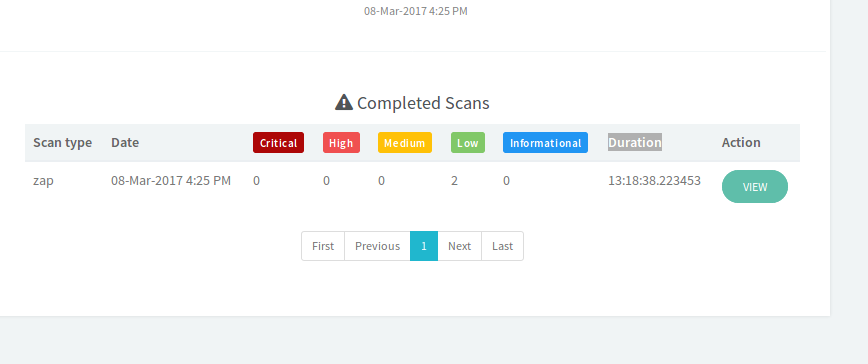 08-Mar-2017 4:25 PM
Completed Scans
Scan type Date Critical High Medium Low Informational Duration Action
zap 08-Mar-2017 4:25 PM 0 0 0 2 0 13:18:38.223453 VIEW
First Previous 1 Next Last